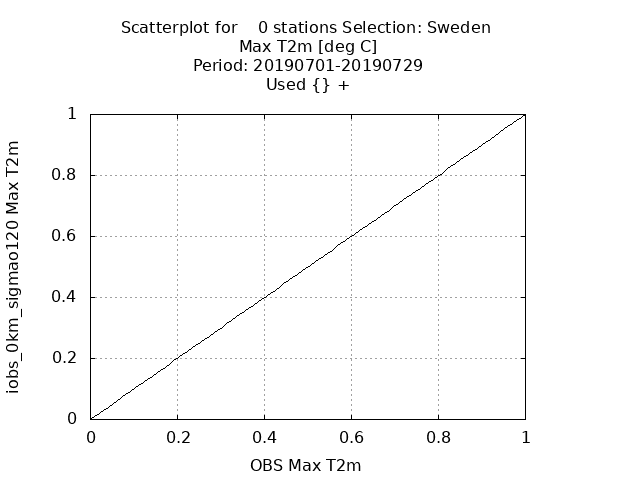 Scatterplot for    0 stations Selection: Sweden
Max T2m [deg C]
Period: 20190701-20190729
Used {} +
iobs_0km_sigmao120 Max T2m
1
0.8
0.6
0.4
0.2
0
0 0.2 0.4 0.6 0.8 1
OBS Max T2m